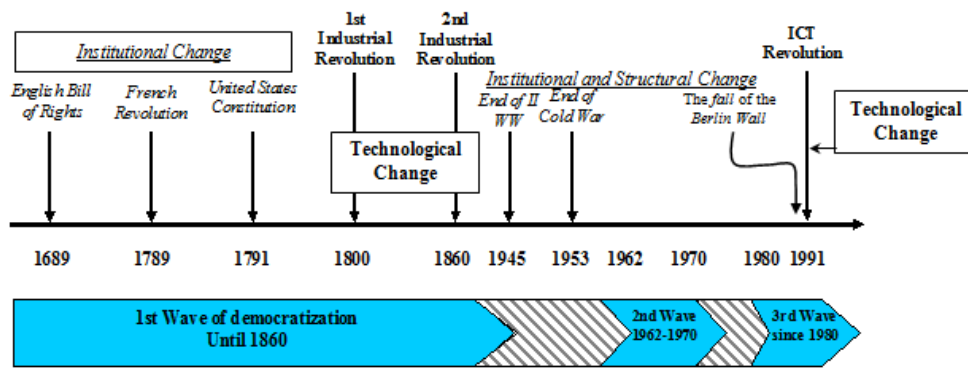 Institutional Change
English Bill
of Rights
French
Revolution
United States
Constitution
1st
Industrial
Revolution
2nd
Industrial
Revolution
Technological
Change
Institutional and Structural Change
End of II
WW
End of
Cold War
The fall of the
Berlin Wall
ICT
Revolution
Technological
Change
1689 1789 1791 1800 1860 1945 1953 1962 1970 1980 1991
1st Wave of democratization
Until 1860
2nd Wave
1962-1970
3rd Wave
since 1980